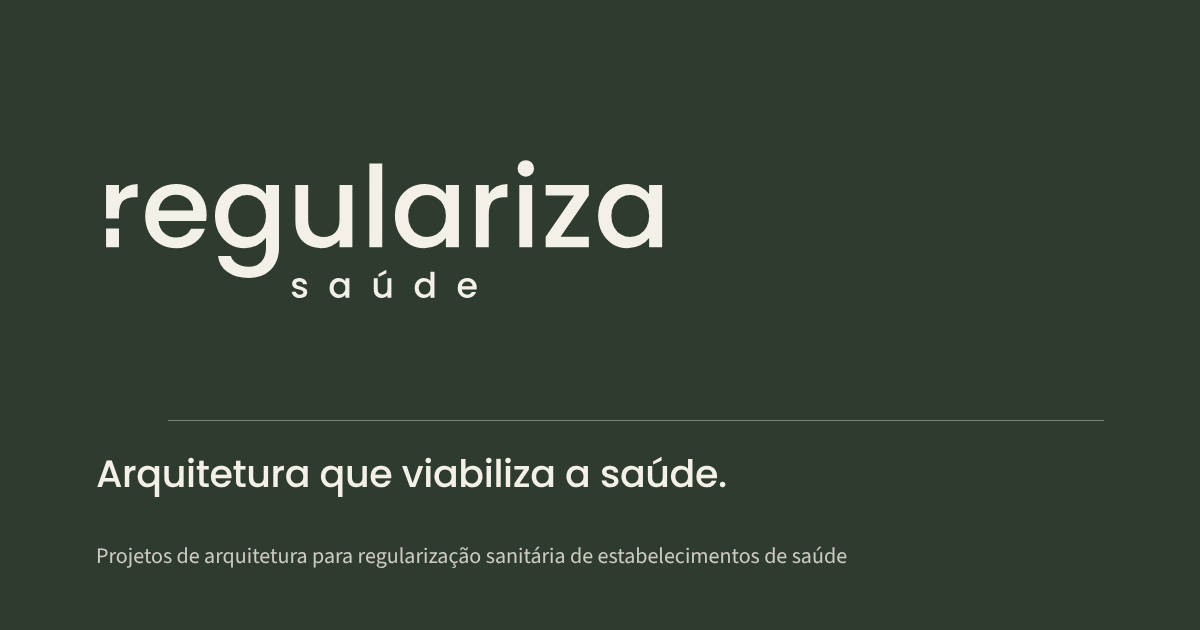 regulariza
saúde
Arquitetura que viabiliza a saúde.
Projetos de arquitetura para regularização sanitária de estabelecimentos de saúde